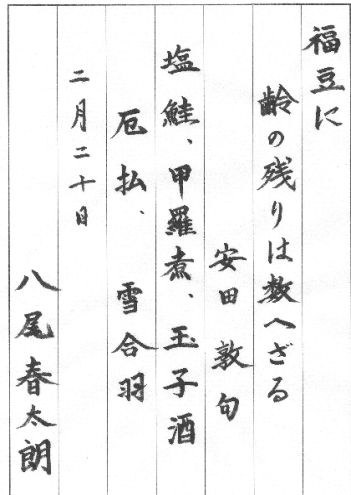 福豆に
齢の残りは数へざる
安田敦句
塩鮭、甲羅煮、玉子酒
厄払、雪合羽
二月二十日
八尾春太朗